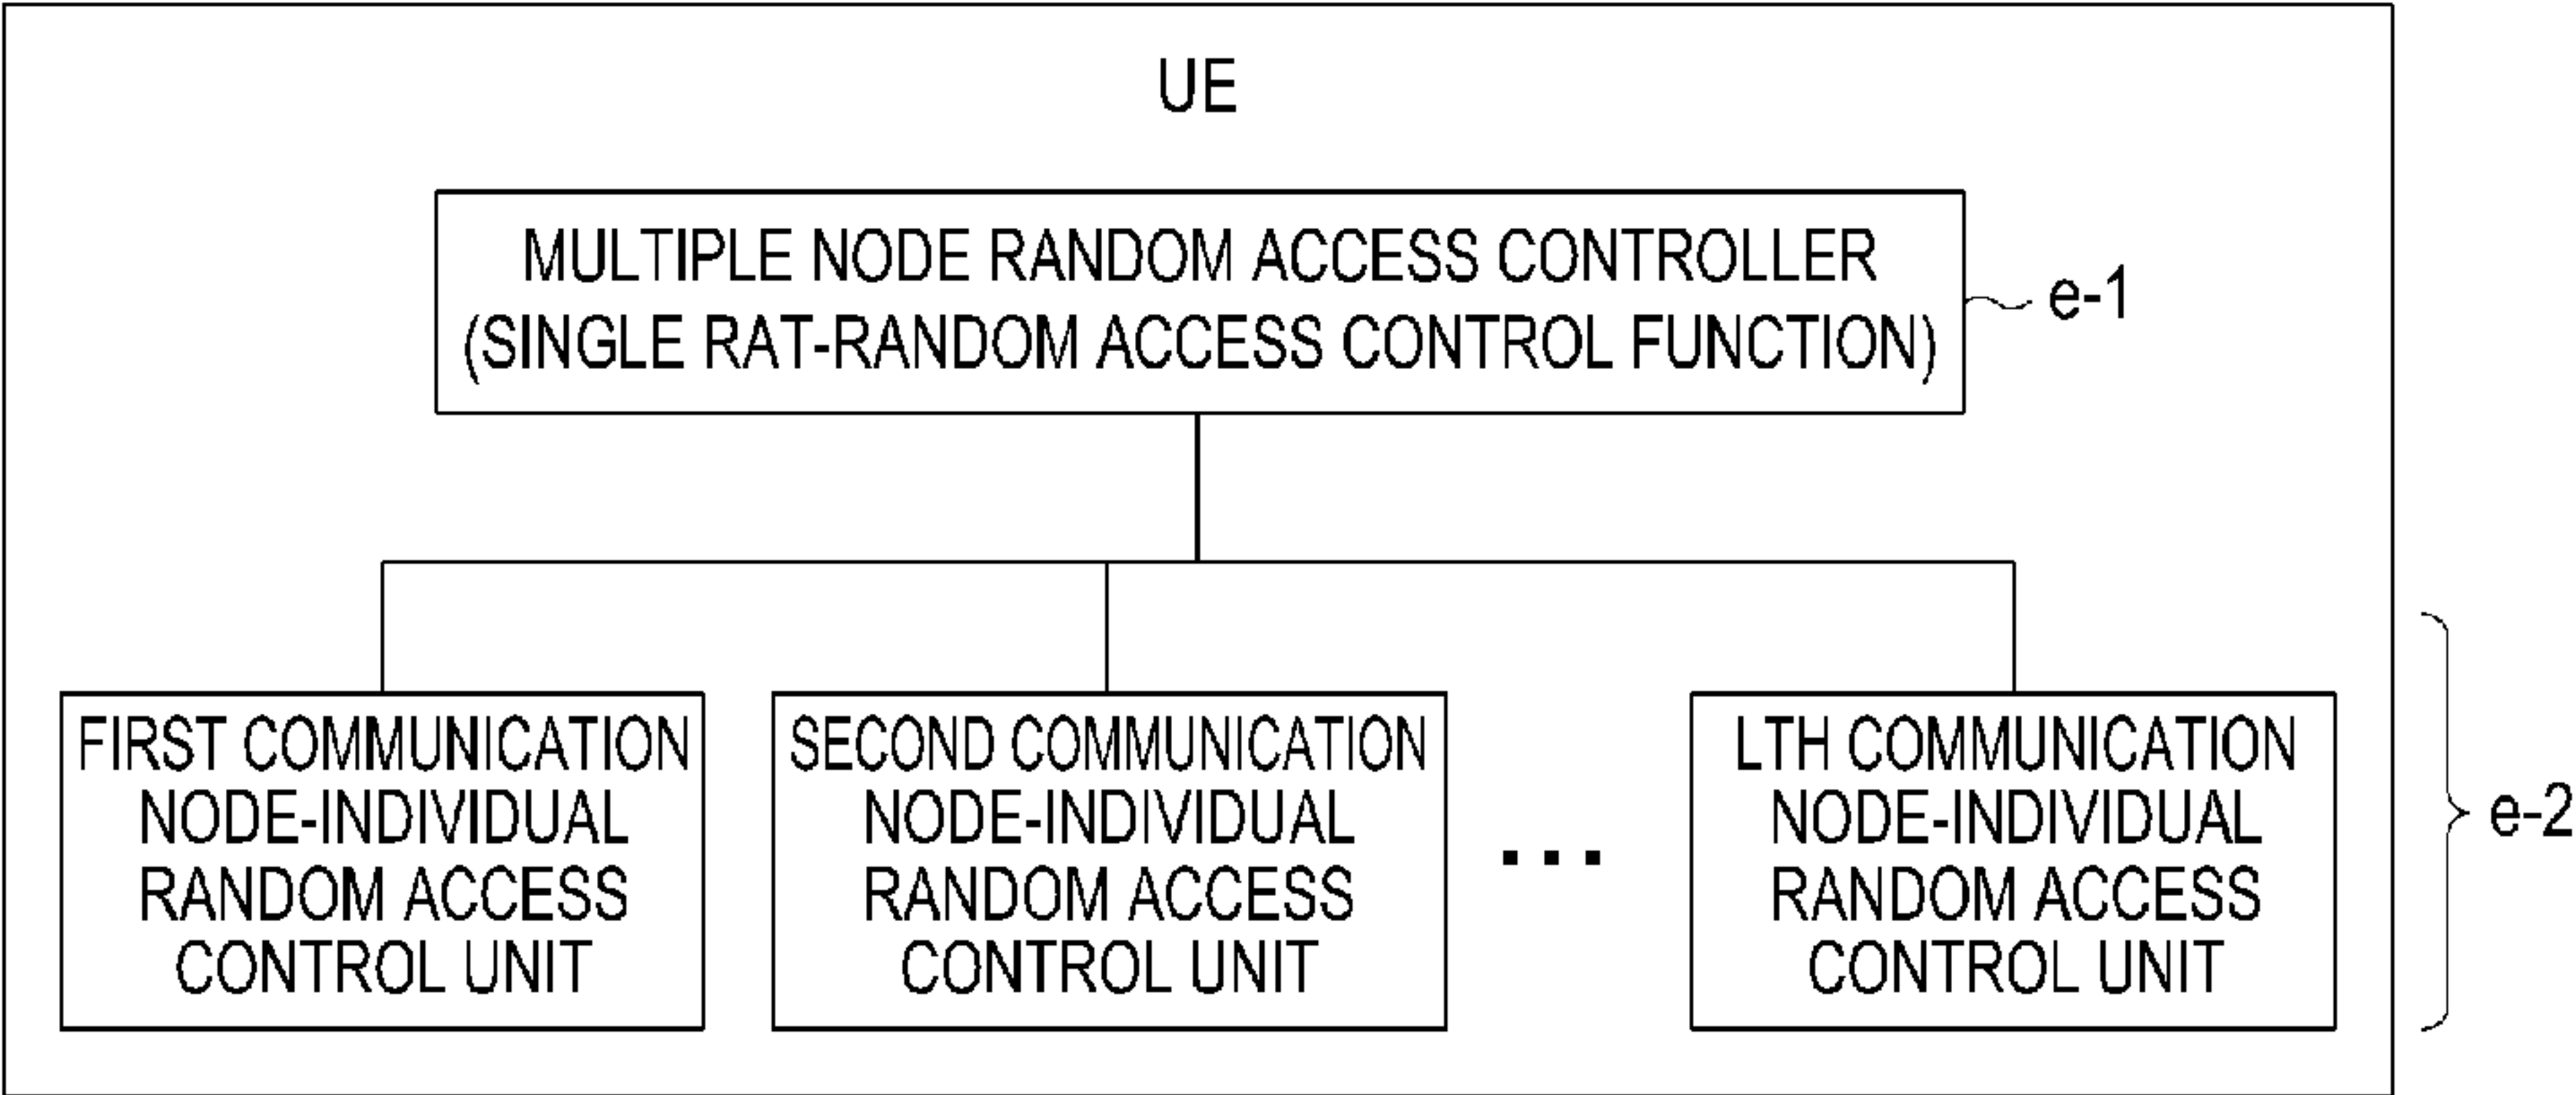 UE
MULTIPLE NODE RANDOM ACCESS CONTROLLER
(SINGLE RAT-RANDOM ACCESS CONTROL FUNCTION)
e-1
FIRST COMMUNICATION
NODE-INDIVIDUAL
RANDOM ACCESS
CONTROL UNIT
SECOND COMMUNICATION
NODE-INDIVIDUAL
RANDOM ACCESS
CONTROL UNIT
...
LTH COMMUNICATION
NODE-INDIVIDUAL
RANDOM ACCESS
CONTROL UNIT
e-2